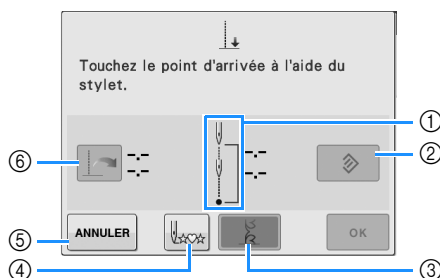 Touchez le point d'arrivée à l'aide du
stylet.
①
②
⑥
-.-
-.-
-.-
-.-
⑤
ANNULER
OK
④
③